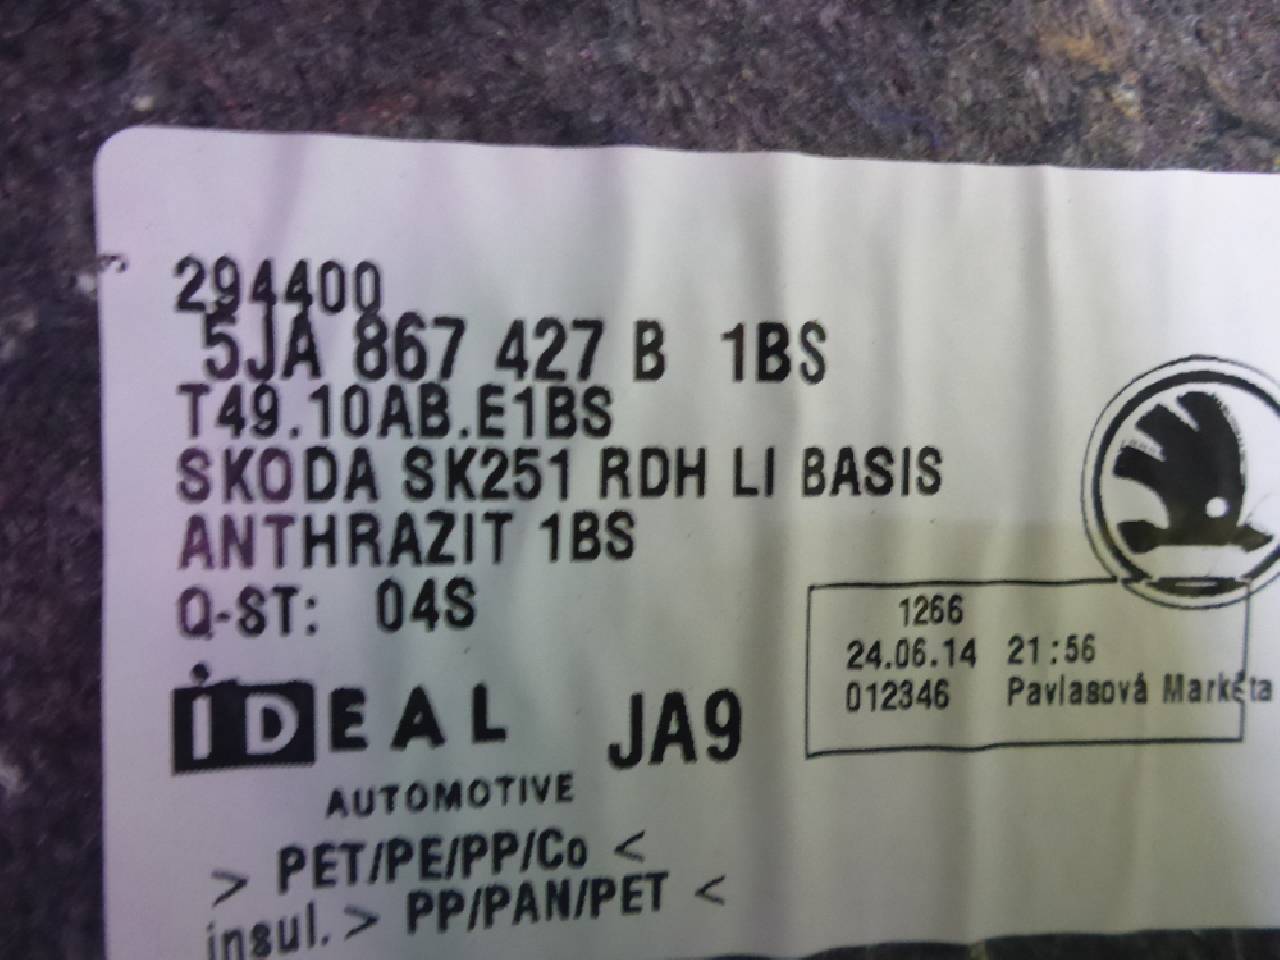 294400
5JA 867 427 B 1BS
T49.10AB.E1BS
SKODA SK251 RDH LI BASIS
ANTHRAZIT 1BS
Q-ST: 04S
1266
24.06.14 21:56
012346 Pavlasová Markéta
iDEAL JA9
AUTOMOTIVE
> PET/PE/PP/Co <
insul. > PP/PAN/PET <